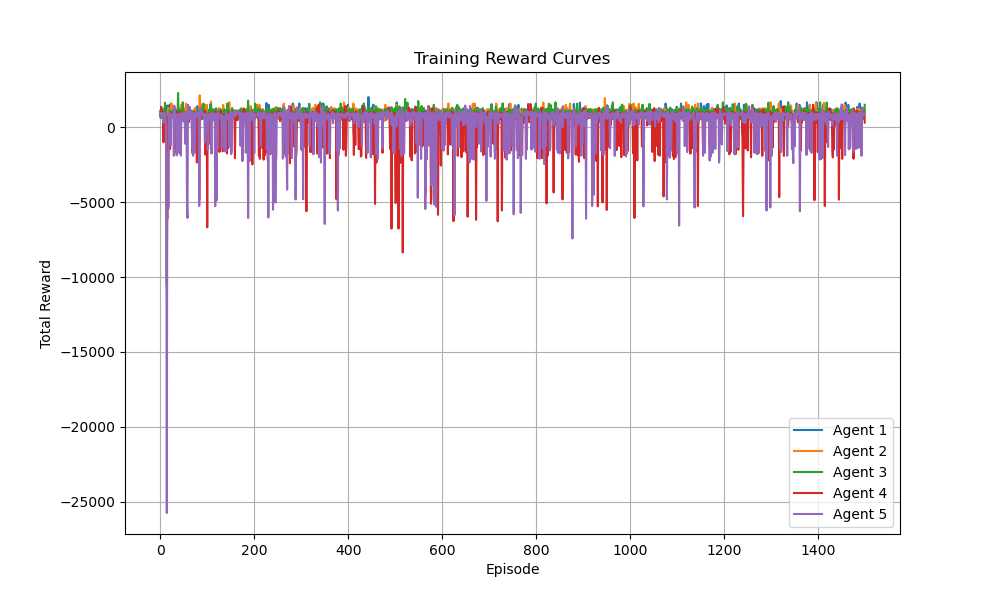 Training Reward Curves
0
−5000
−10000
−15000
−20000
−25000
Total Reward
0 200 400 600 800 1000 1200 1400
Episode
Agent 1
Agent 2
Agent 3
Agent 4
Agent 5